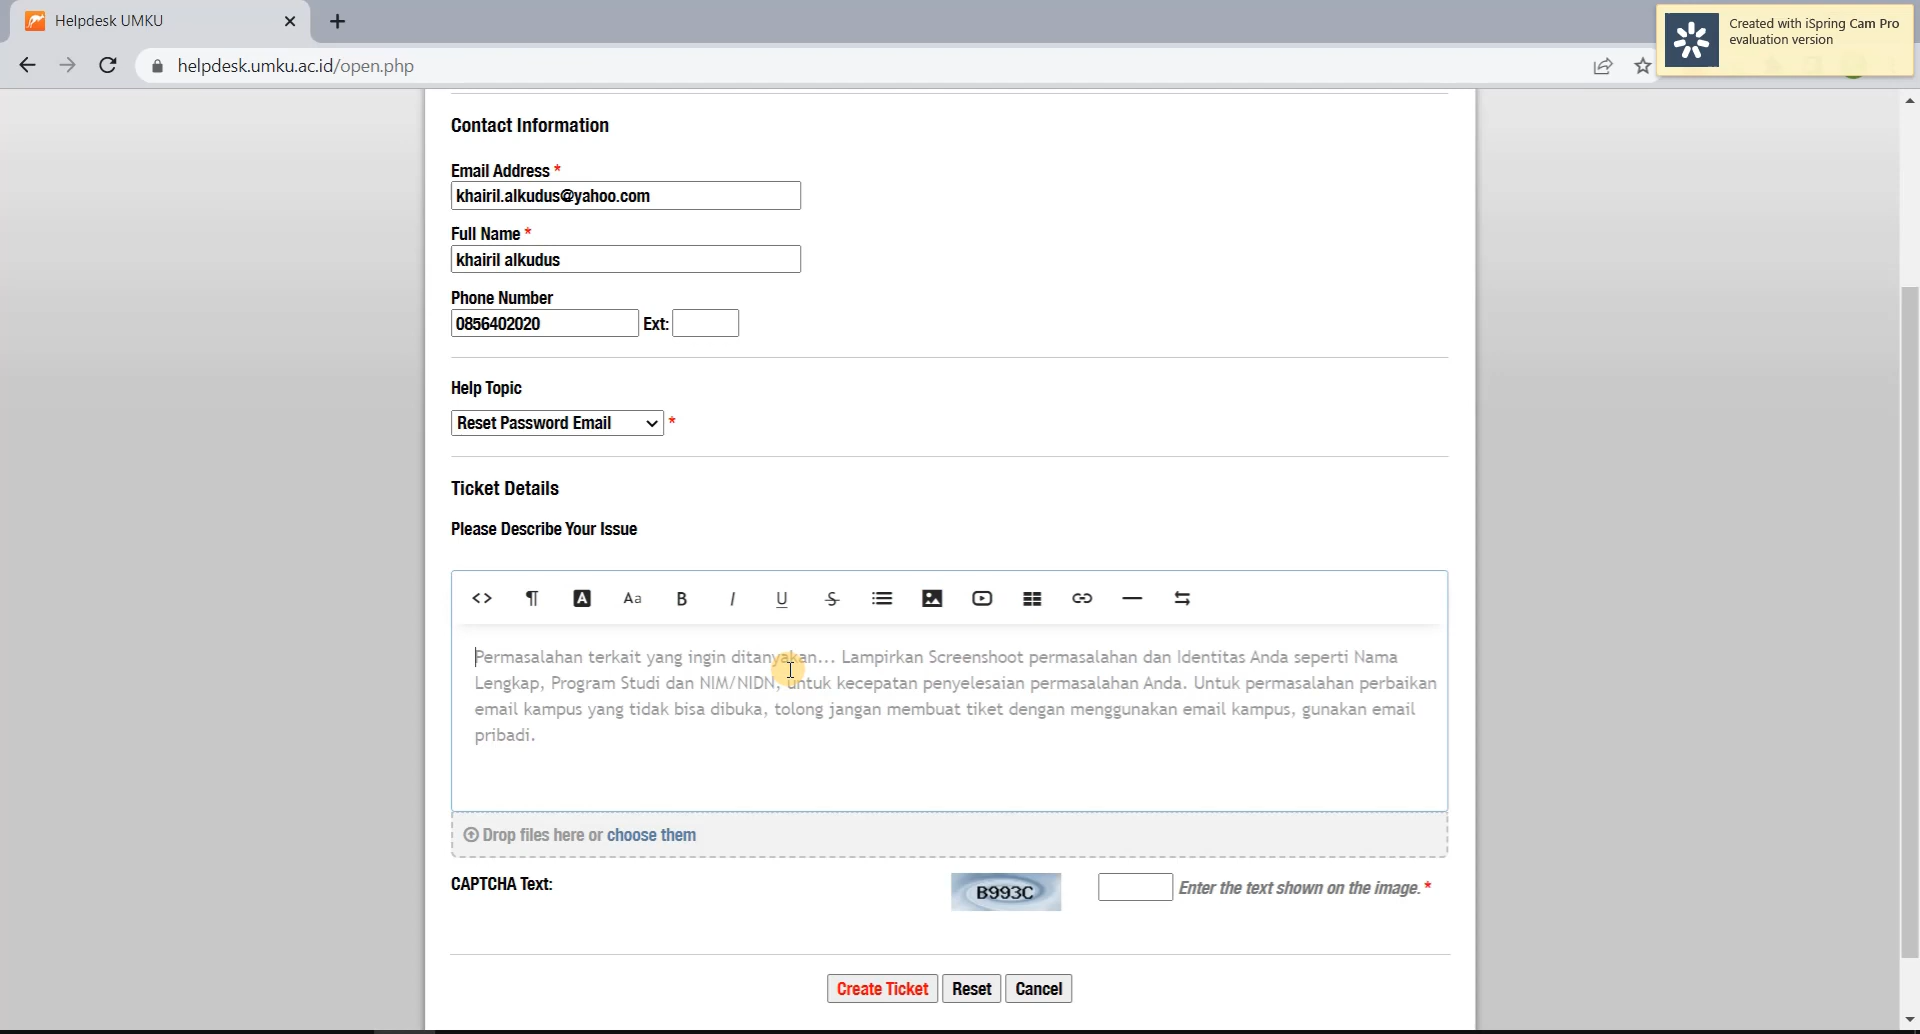 Helpdesk UMKU
Created with iSpring Cam Pro
evaluation version
helpdesk.umku.ac.id/open.php
Contact Information
Email Address *
khairil.alkudus@yahoo.com
Full Name *
khairil alkudus
Phone Number
0856402020 Ext:
Help Topic
Reset Password Email *
Ticket Details
Please Describe Your Issue
<> ¶ A Aa B I U S
Permasalahan terkait yang ingin ditanyakan... Lampirkan Screenshoot permasalahan dan Identitas Anda seperti Nama
Lengkap, Program Studi dan NIM/NIDN, untuk kecepatan penyelesaian permasalahan Anda. Untuk permasalahan perbaikan
email kampus yang tidak bisa dibuka, tolong jangan membuat tiket dengan menggunakan email kampus, gunakan email
pribadi.
Drop files here or choose them
CAPTCHA Text: B993C Enter the text shown on the image. *
Create Ticket Reset Cancel